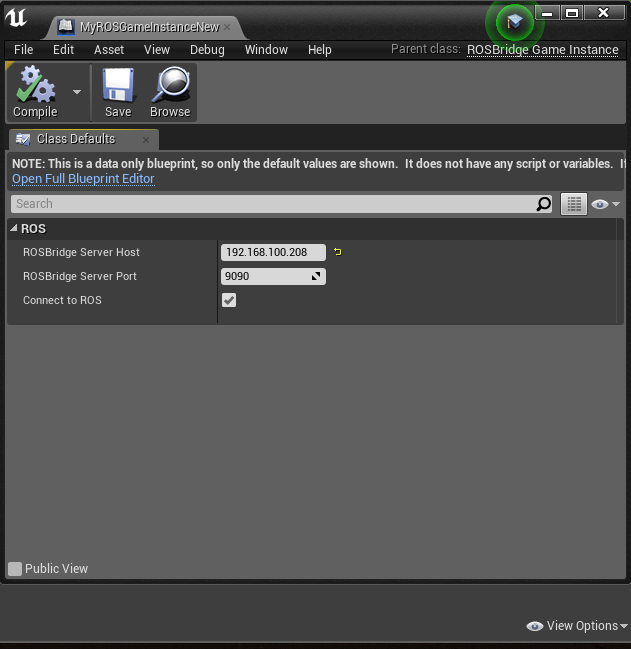 MyROSGameInstanceNew
File Edit Asset View Debug Window Help Parent class: ROSBridge Game Instance
Compile Save Browse
Class Defaults
NOTE: This is a data only blueprint, so only the default values are shown. It does not have any script or variables. If
Open Full Blueprint Editor
Search
ROS
ROSBridge Server Host 192.168.100.208
ROSBridge Server Port 9090
Connect to ROS
Public View
View Options